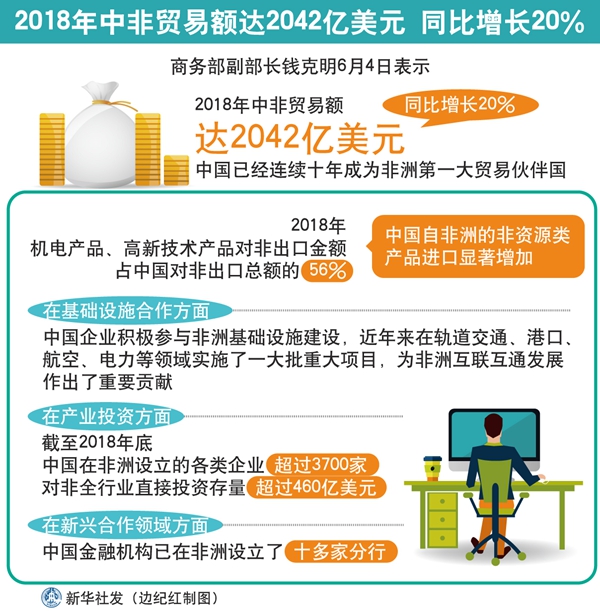 2018年中非贸易额达2042亿美元 同比增长20%
商务部副部长钱克明6月4日表示
2018年中非贸易额
同比增长20%
达2042亿美元
中国已经连续十年成为非洲第一大贸易伙伴国
2018年
机电产品、高新技术产品对非出口金额
占中国对非出口总额的 56%
中国自非洲的非资源类
产品进口显著增加
在基础设施合作方面
中国企业积极参与非洲基础设施建设，近年来在轨道交通、港口、
航空、电力等领域实施了一大批重大项目，为非洲互联互通发展
作出了重要贡献
在产业投资方面
截至2018年底
中国在非洲设立的各类企业 超过3700家
对非全行业直接投资存量 超过460亿美元
在新兴合作领域方面
中国金融机构已在非洲设立了 十多家分行
新华社发（边纪红制图）